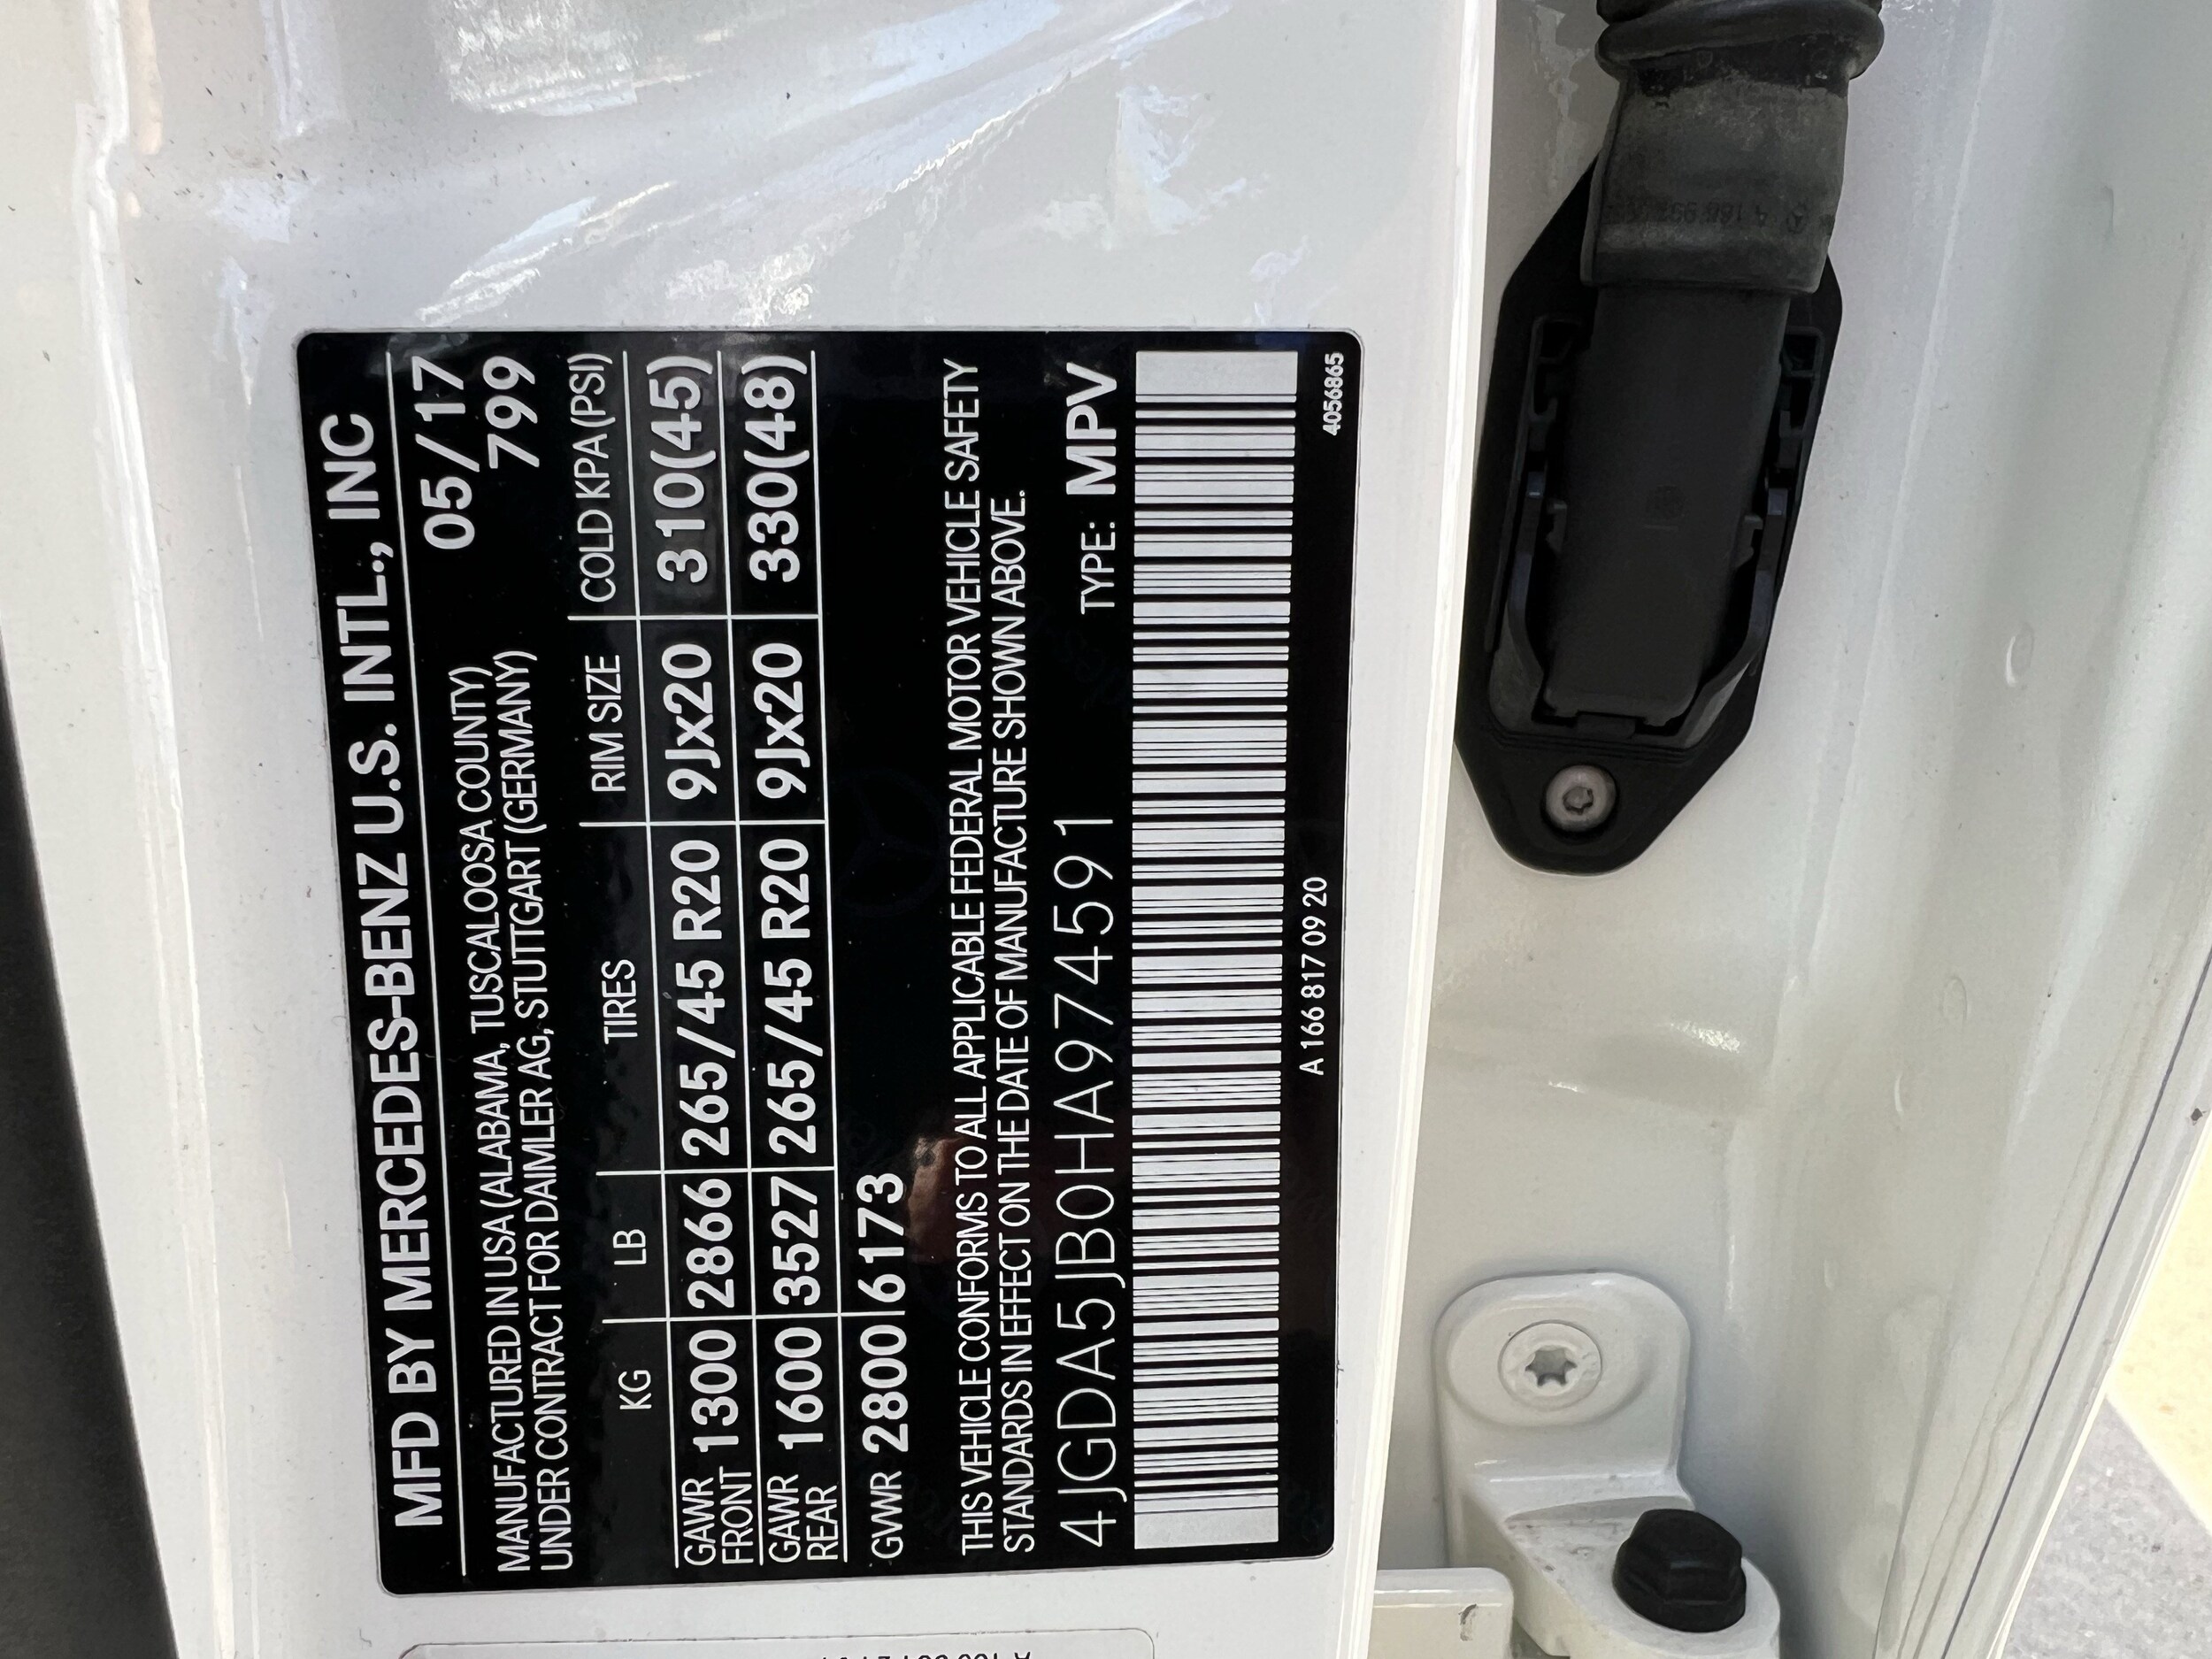 MFD BY MERCEDES-BENZ U.S. INTL., INC
MANUFACTURED IN USA (ALABAMA, TUSCALOOSA COUNTY) 05/17
UNDER CONTRACT FOR DAIMLER AG, STUTTGART (GERMANY) 799
KG LB TIRES RIM SIZE COLD KPA (PSI)
GAWR FRONT 1300 2866 265/45 R20 9Jx20 310(45)
GAWR REAR 1600 3527 265/45 R20 9Jx20 330(48)
GVWR 2800 6173
THIS VEHICLE CONFORMS TO ALL APPLICABLE FEDERAL MOTOR VEHICLE SAFETY
STANDARDS IN EFFECT ON THE DATE OF MANUFACTURE SHOWN ABOVE.
4JGDA5JB0HA974591 TYPE: MPV
A 166 817 09 20 4056865